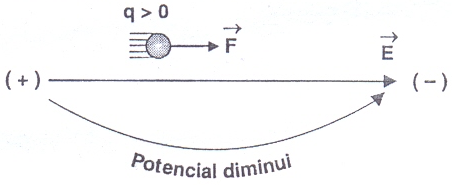 q > 0
F
E
(+)
(-)
Potencial diminui